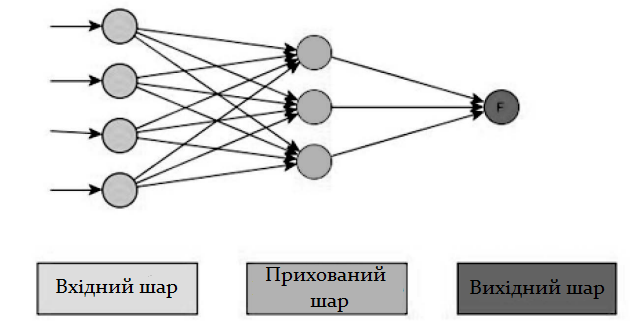 F
Вхідний шар
Прихований
шар
Вихідний шар